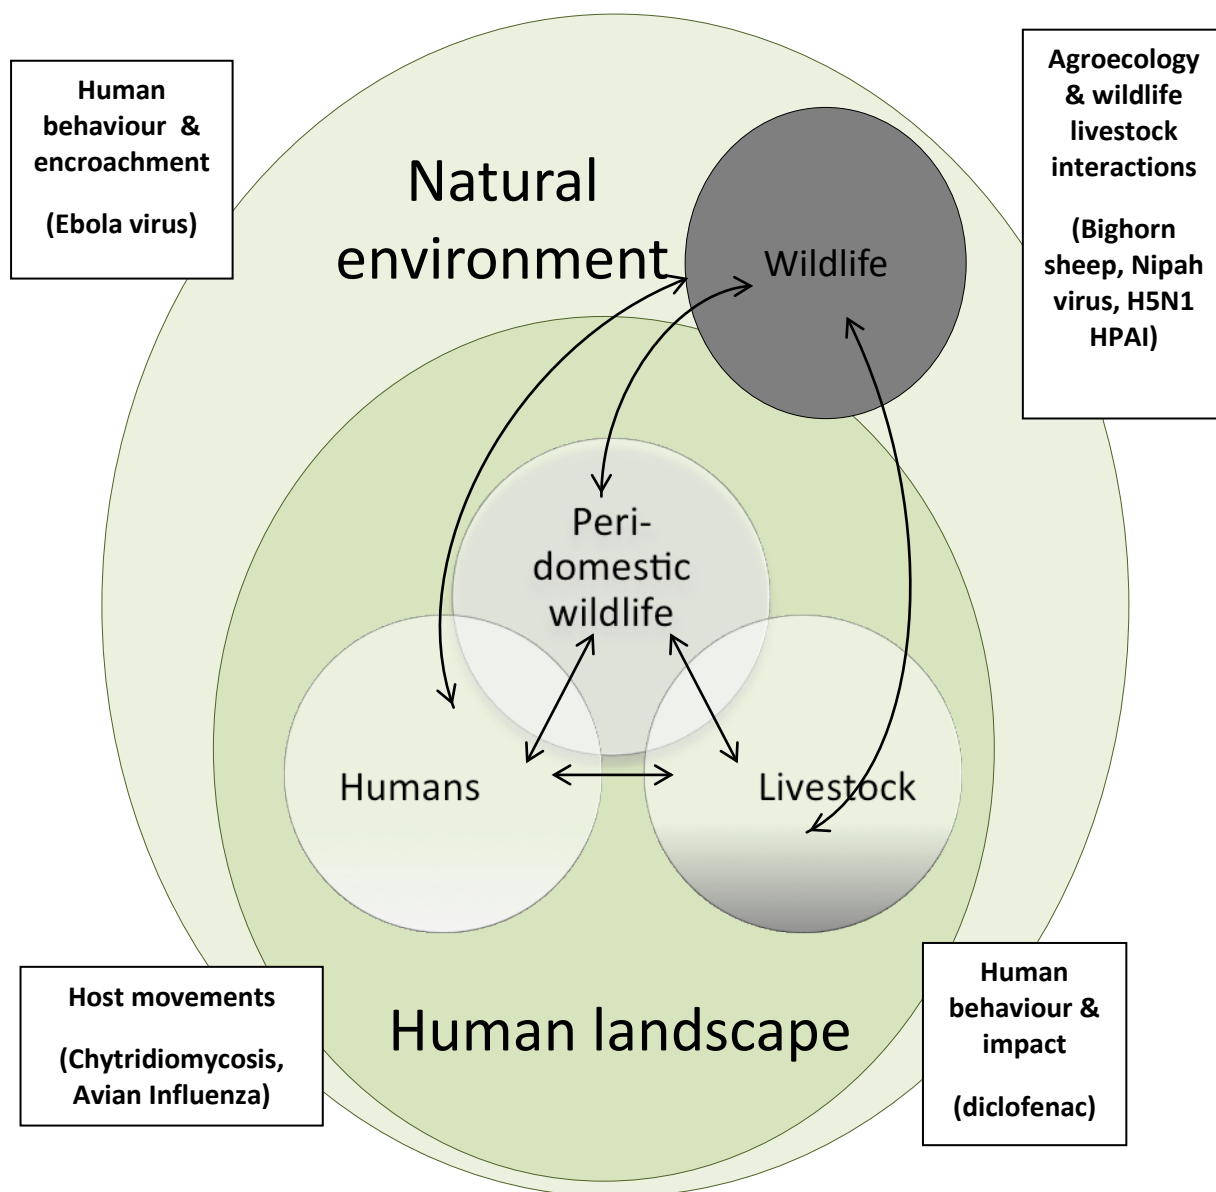 Human
behaviour &
encroachment
(Ebola virus)
Agroecology
& wildlife
livestock
interactions
(Bighorn
sheep, Nipah
virus, H5N1
HPAI)
Natural
environment
Wildlife
Peri-
domestic
wildlife
Humans
Livestock
Human landscape
Host movements
(Chytridiomycosis,
Avian Influenza)
Human
behaviour &
impact
(diclofenac)